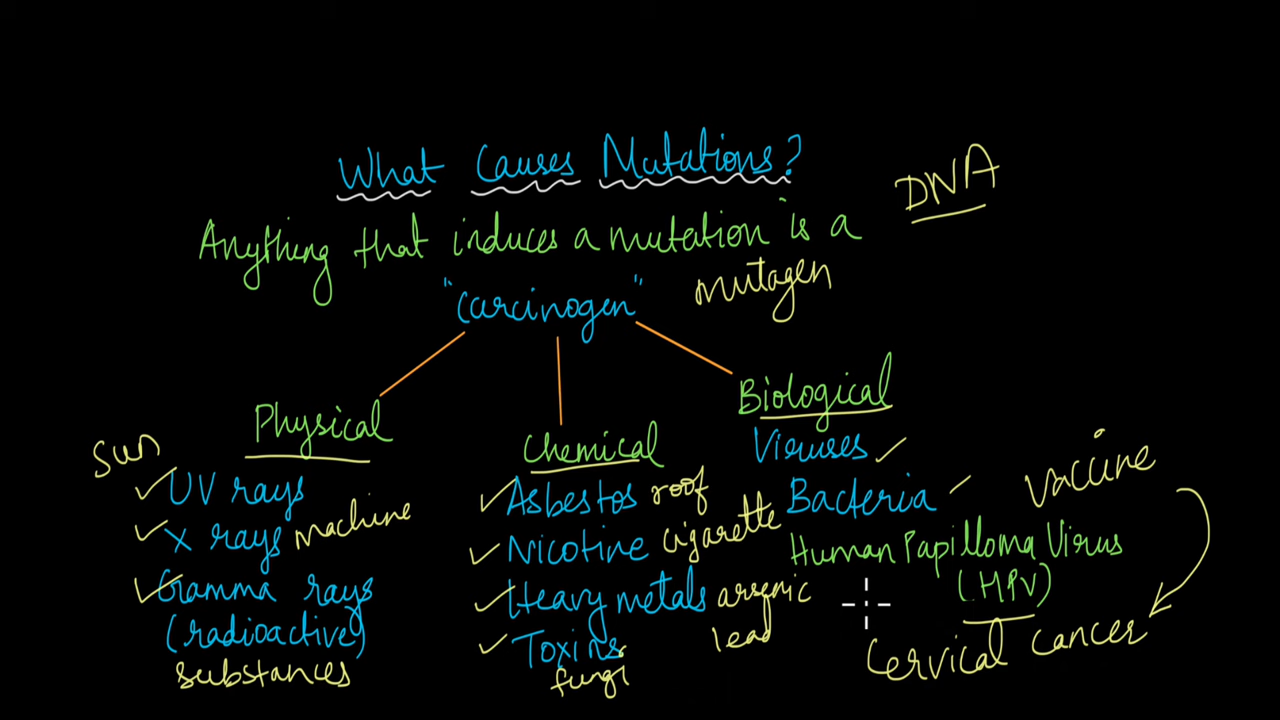 What Causes Mutations?
DNA
Anything that induces a mutation is a
"Carcinogen" mutagen
Physical
Sun
UV rays
X rays machine
Gamma rays
(radioactive)
substances
Chemical
Asbestos roof
Nicotine cigarette
Heavy metals arsenic
lead
Toxins
fungi
Biological
Viruses
Bacteria
vaccine
Human Papilloma Virus
(HPV)
Cervical cancer